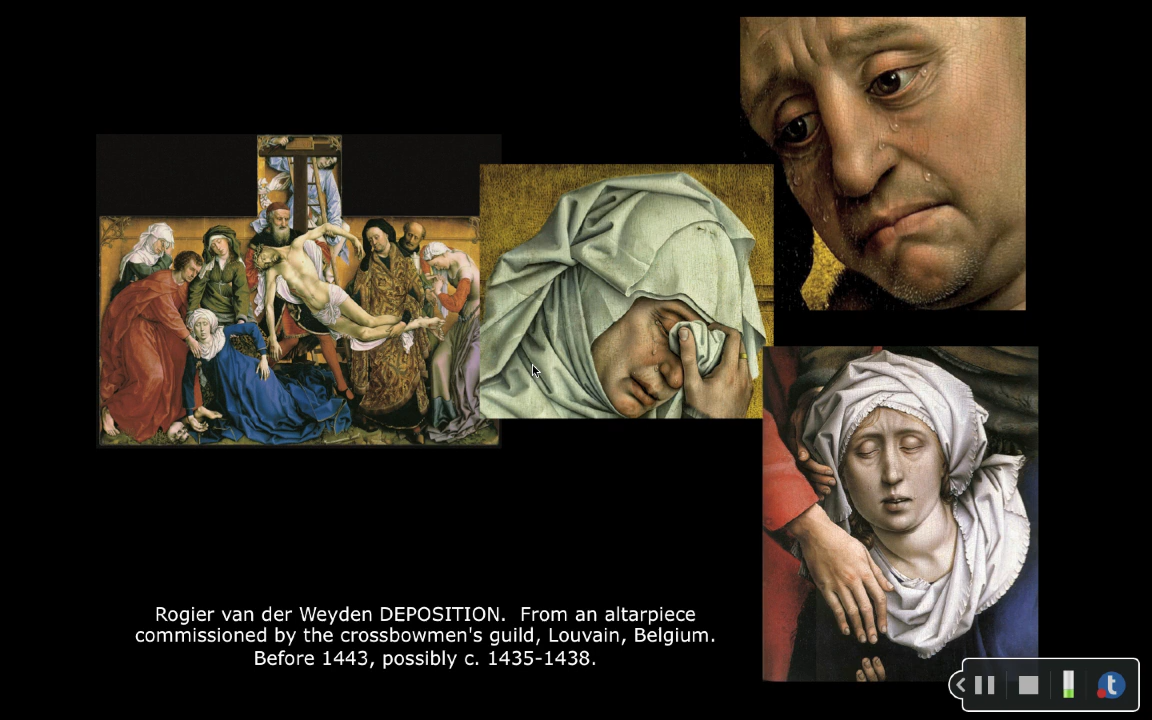 Rogier van der Weyden DEPOSITION.  From an altarpiece
commissioned by the crossbowmen's guild, Louvain, Belgium.
Before 1443, possibly c. 1435-1438.
t